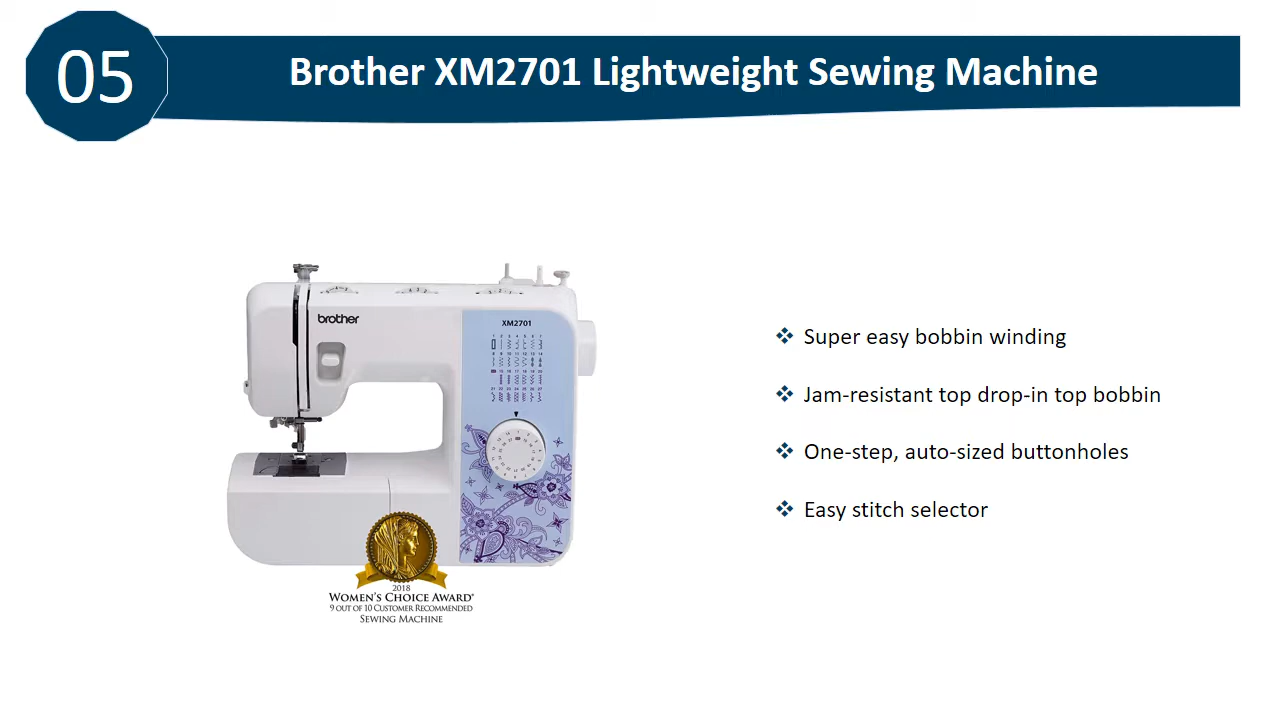 05
Brother XM2701 Lightweight Sewing Machine
brother
XM2701
Super easy bobbin winding
Jam-resistant top drop-in top bobbin
One-step, auto-sized buttonholes
Easy stitch selector
2018
WOMEN'S CHOICE AWARD®
9 OUT OF 10 CUSTOMER RECOMMENDED
SEWING MACHINE